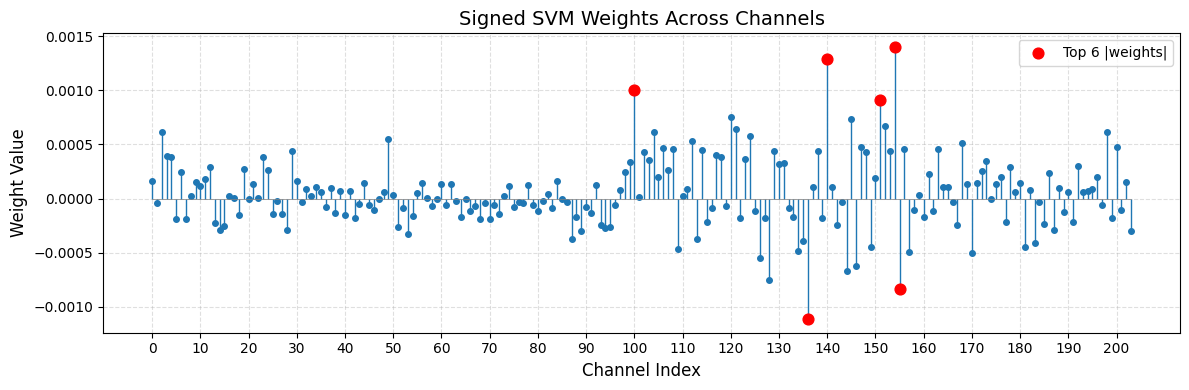 Signed SVM Weights Across Channels
Top 6 |weights|
Weight Value
0.0015
0.0010
0.0005
0.0000
−0.0005
−0.0010
0 10 20 30 40 50 60 70 80 90 100 110 120 130 140 150 160 170 180 190 200
Channel Index